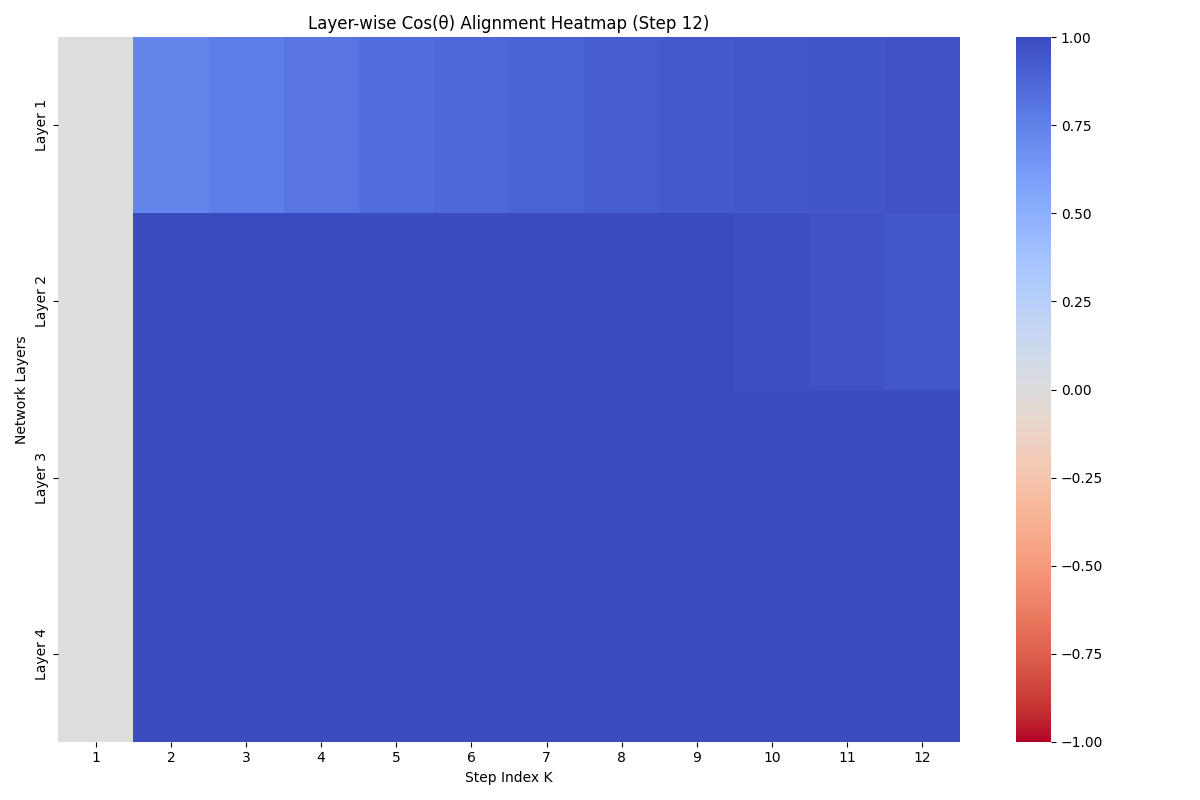 Layer-wise Cos(θ) Alignment Heatmap (Step 12)
Network Layers
Layer 1
Layer 2
Layer 3
Layer 4
1 2 3 4 5 6 7 8 9 10 11 12
Step Index K
1.00
0.75
0.50
0.25
0.00
−0.25
−0.50
−0.75
−1.00